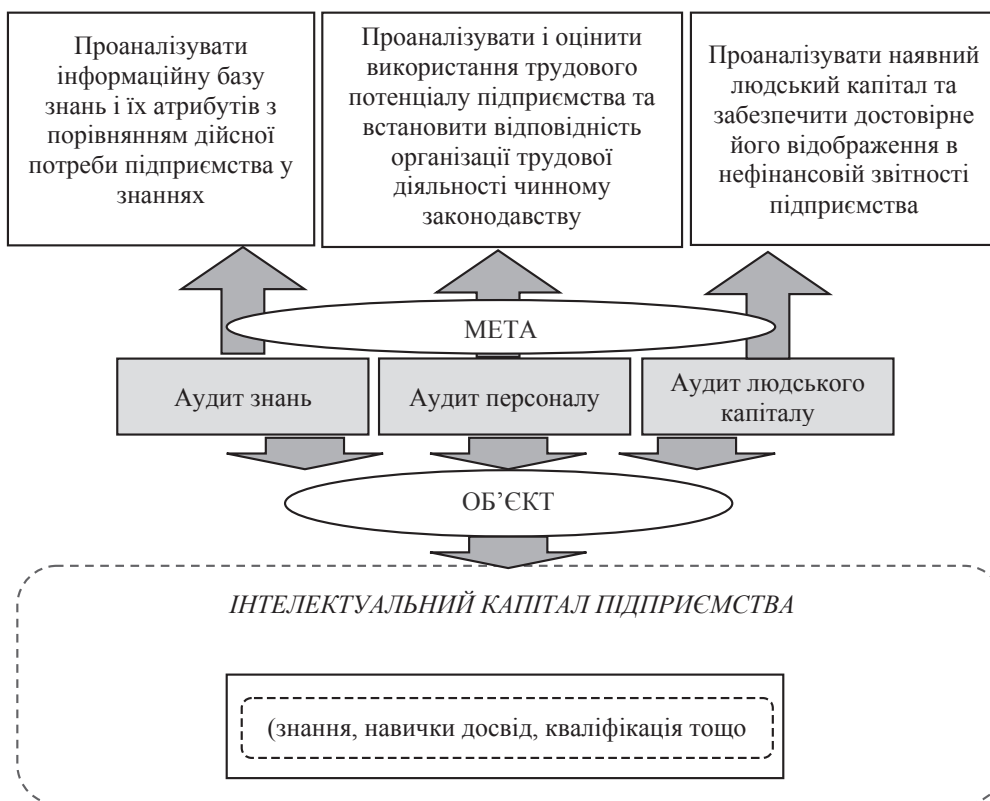 Проаналізувати
інформаційну базу
знань і їх атрибутів з
порівнянням дійсної
потреби підприємства у
знаннях
Проаналізувати і оцінити
використання трудового
потенціалу підприємства та
встановити відповідність
організації трудової
діяльності чинному
законодавству
Проаналізувати наявний
людський капітал та
забезпечити достовірне
його відображення в
нефінансовій звітності
підприємства
МЕТА
Аудит знань
Аудит персоналу
Аудит людського
капіталу
ОБ’ЄКТ
ІНТЕЛЕКТУАЛЬНИЙ КАПІТАЛ ПІДПРИЄМСТВА
(знання, навички досвід, кваліфікація тощо